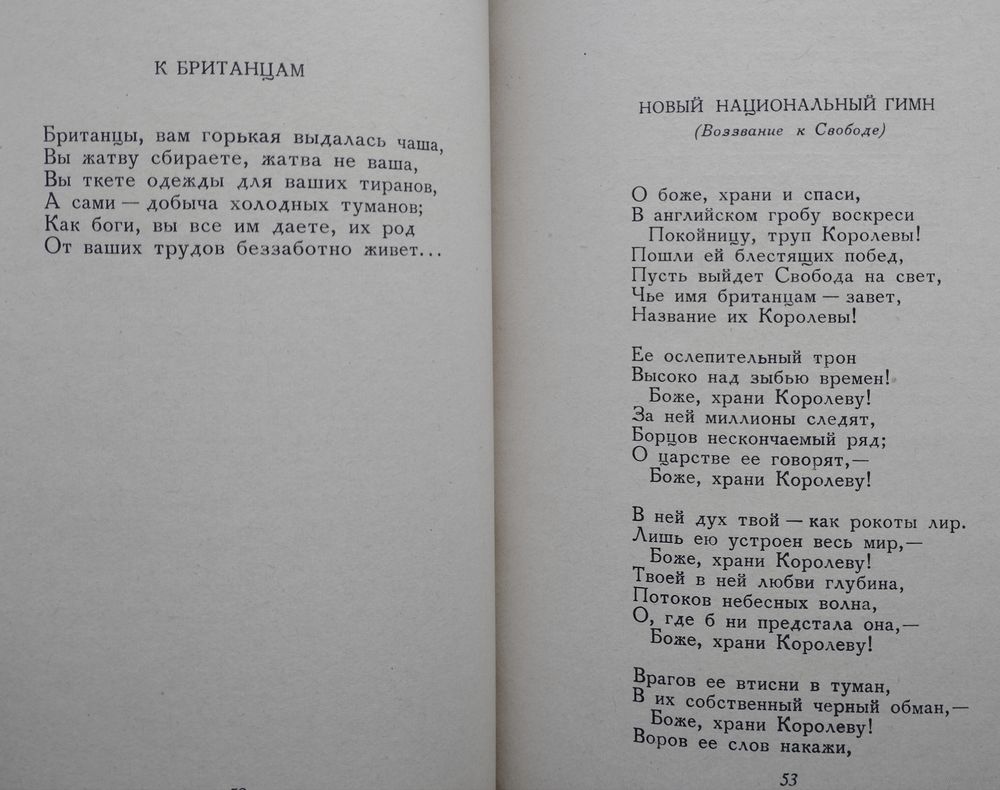 К БРИТАНЦАМ
Британцы, вам горькая выдалась чаша,
Вы жатву сбираете, жатва не ваша,
Вы ткете одежды для ваших тиранов,
А сами — добыча холодных туманов;
Как боги, вы все им даете, их род
От ваших трудов беззаботно живет...
НОВЫЙ НАЦИОНАЛЬНЫЙ ГИМН
(Воззвание к Свободе)
О боже, храни и спаси,
В английском гробу воскреси
Покойницу, труп Королевы!
Пошли ей блестящих побед,
Пусть выйдет Свобода на свет,
Чье имя британцам — завет,
Название их Королевы!
Ее ослепительный трон
Высоко над зыбью времен!
Боже, храни Королеву!
За ней миллионы следят,
Борцов нескончаемый ряд;
О царстве ее говорят,—
Боже, храни Королеву!
В ней дух твой — как рокоты лир.
Лишь ею устроен весь мир,—
Боже, храни Королеву!
Твоей в ней любви глубина,
Потоков небесных волна,
О, где б ни предстала она,—
Боже, храни Королеву!
Врагов ее втисни в туман,
В их собственный черный обман,—
Боже, храни Королеву!
Воров ее слов накажи,
53